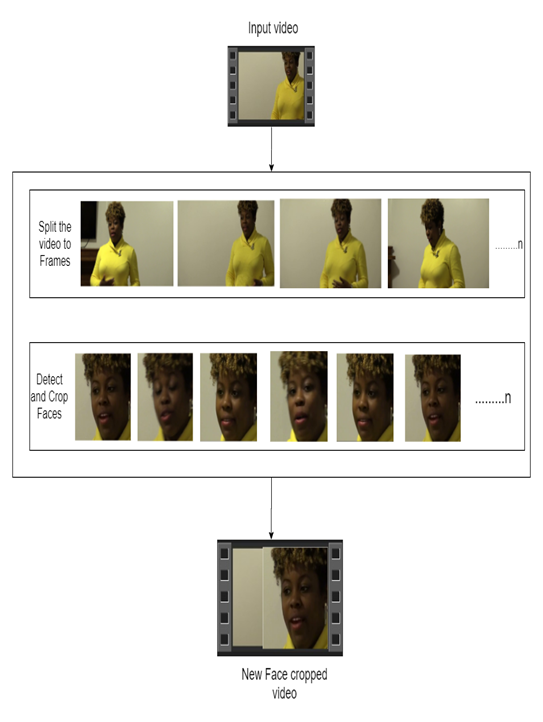 Input video
Split the
video to
Frames
.........n
Detect
and Crop
Faces
.........n
New Face cropped
video